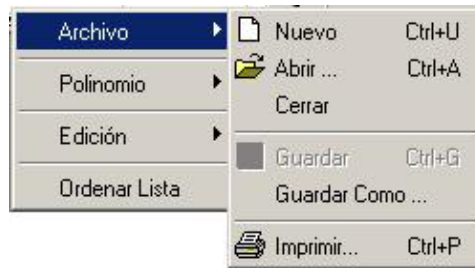 Archivo
Polinomio
Edición
Ordenar Lista
Nuevo Ctrl+U
Abrir ... Ctrl+A
Cerrar
Guardar Ctrl+G
Guardar Como ...
Imprimir... Ctrl+P